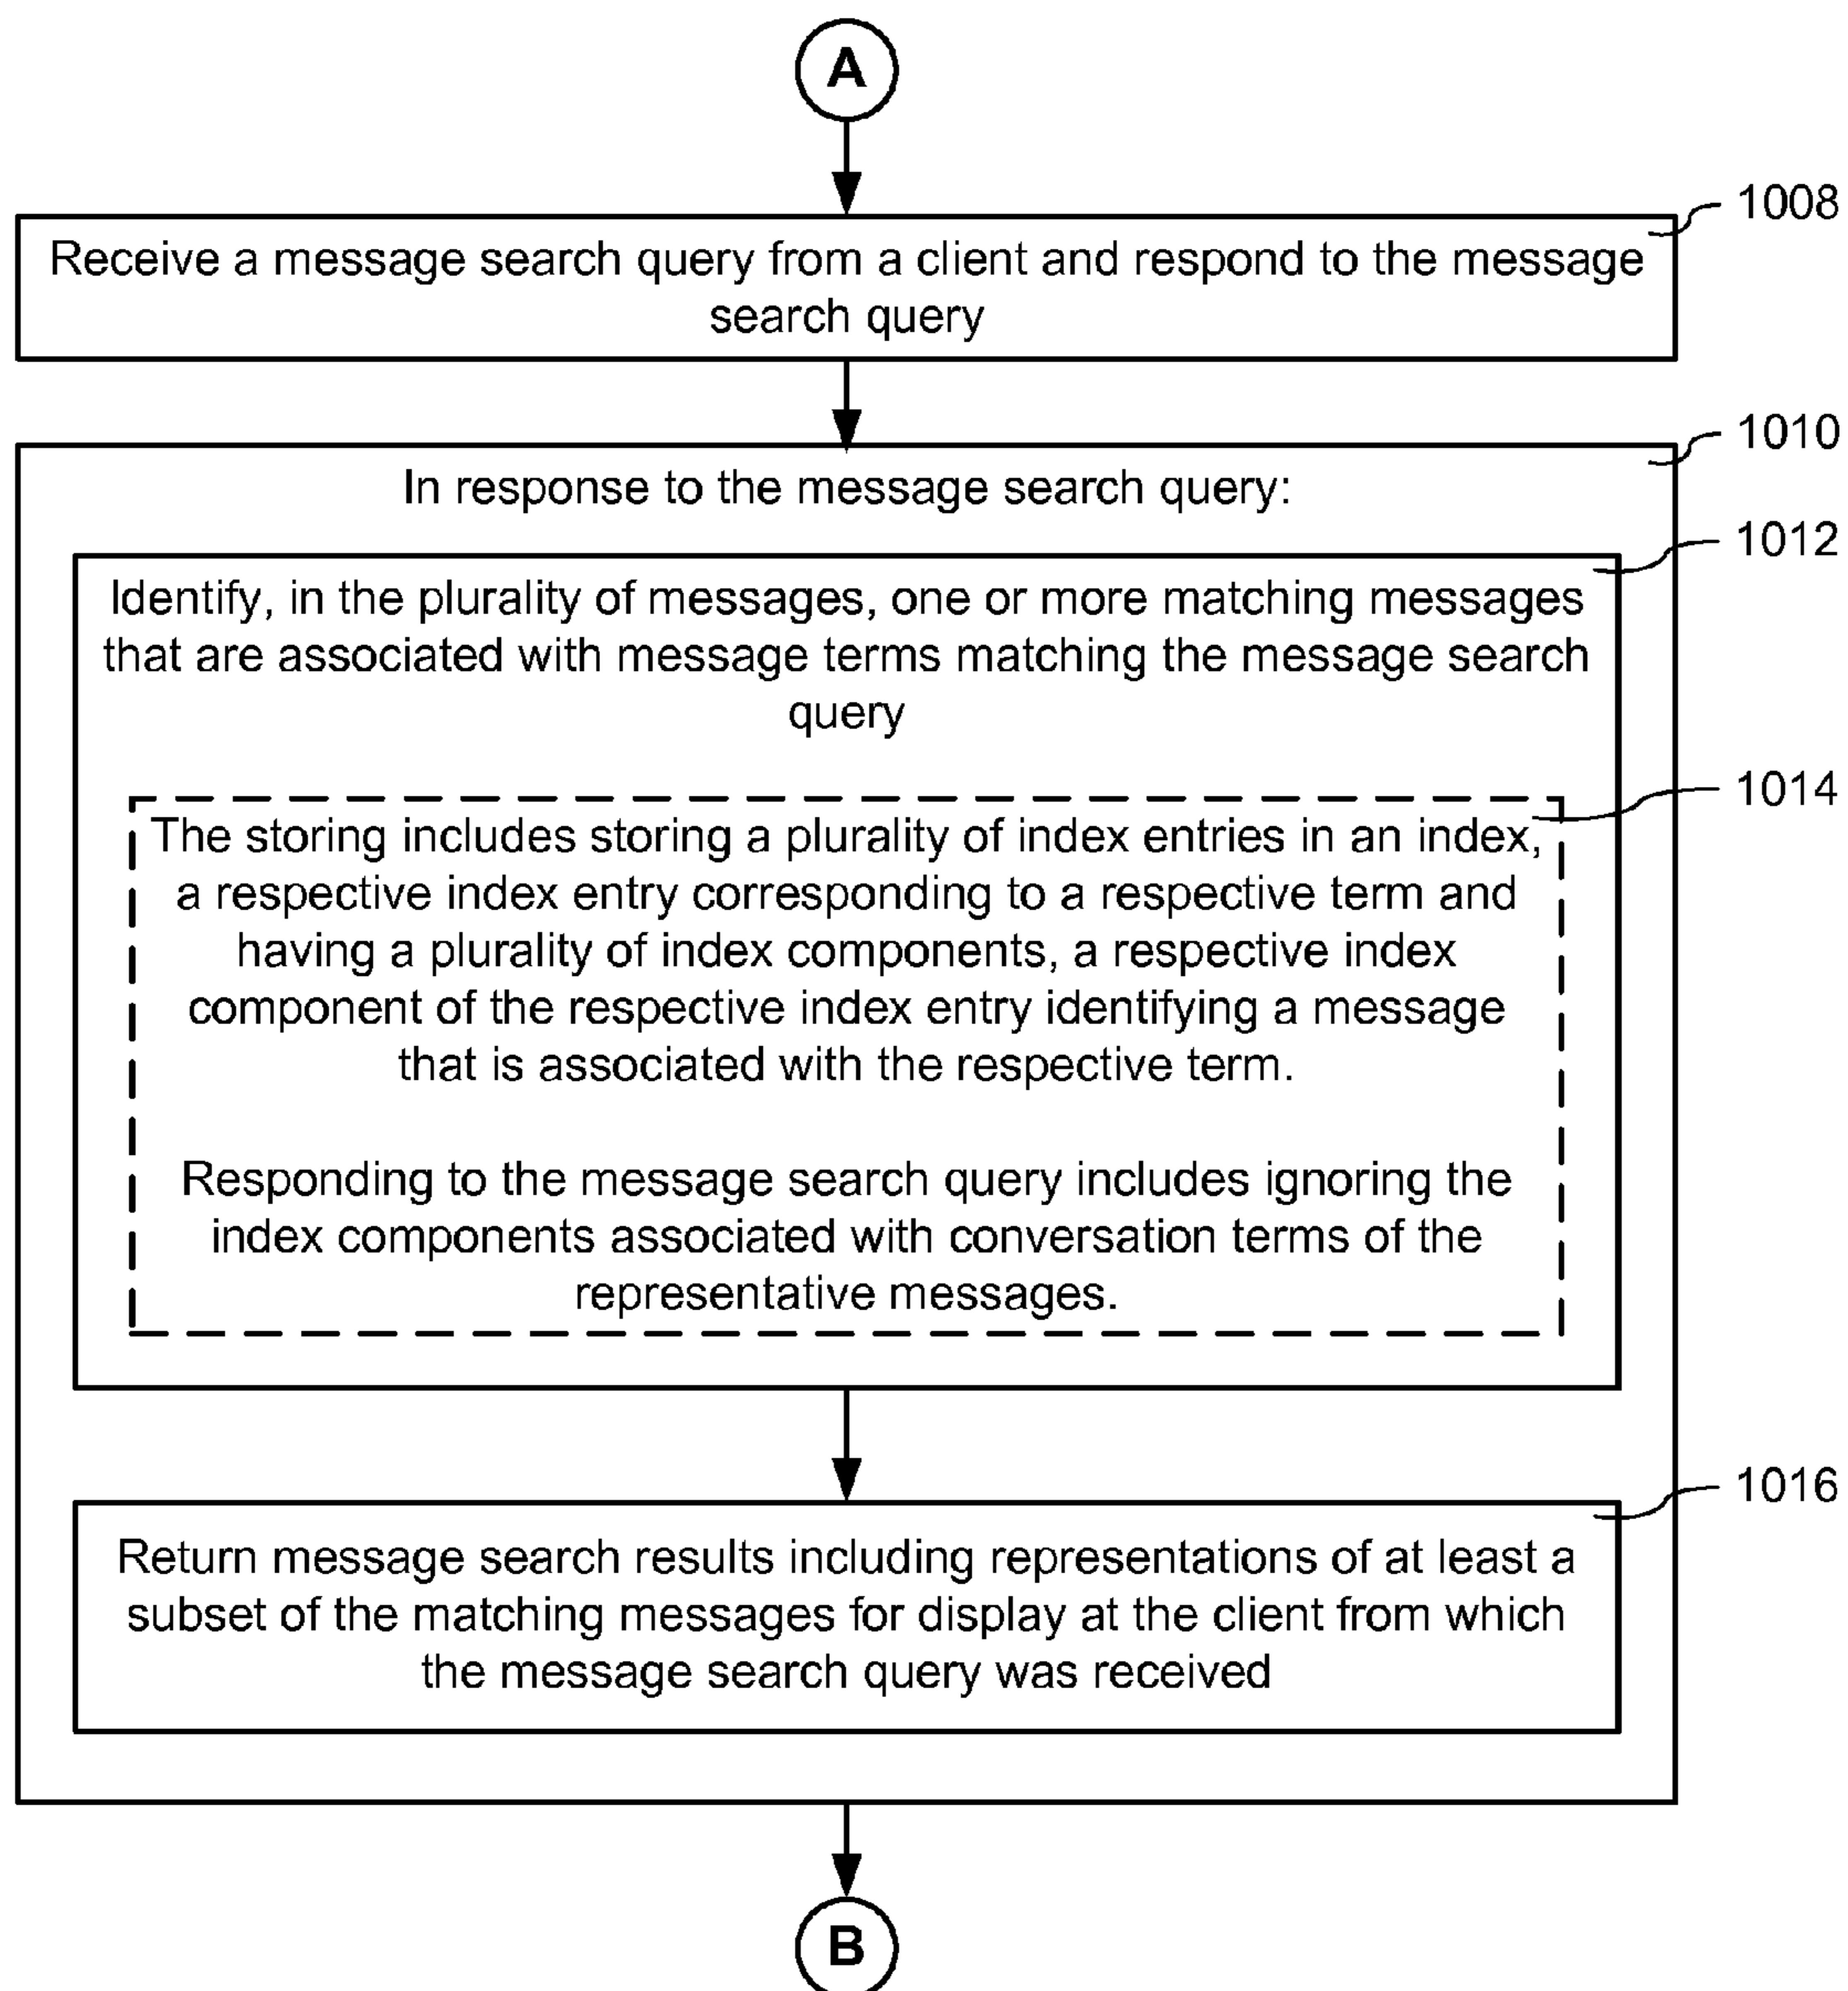 A
1008
Receive a message search query from a client and respond to the message
search query
1010
In response to the message search query:
1012
Identify, in the plurality of messages, one or more matching messages
that are associated with message terms matching the message search
query
1014
The storing includes storing a plurality of index entries in an index,
a respective index entry corresponding to a respective term and
having a plurality of index components, a respective index
component of the respective index entry identifying a message
that is associated with the respective term.
Responding to the message search query includes ignoring the
index components associated with conversation terms of the
representative messages.
1016
Return message search results including representations of at least a
subset of the matching messages for display at the client from which
the message search query was received
B